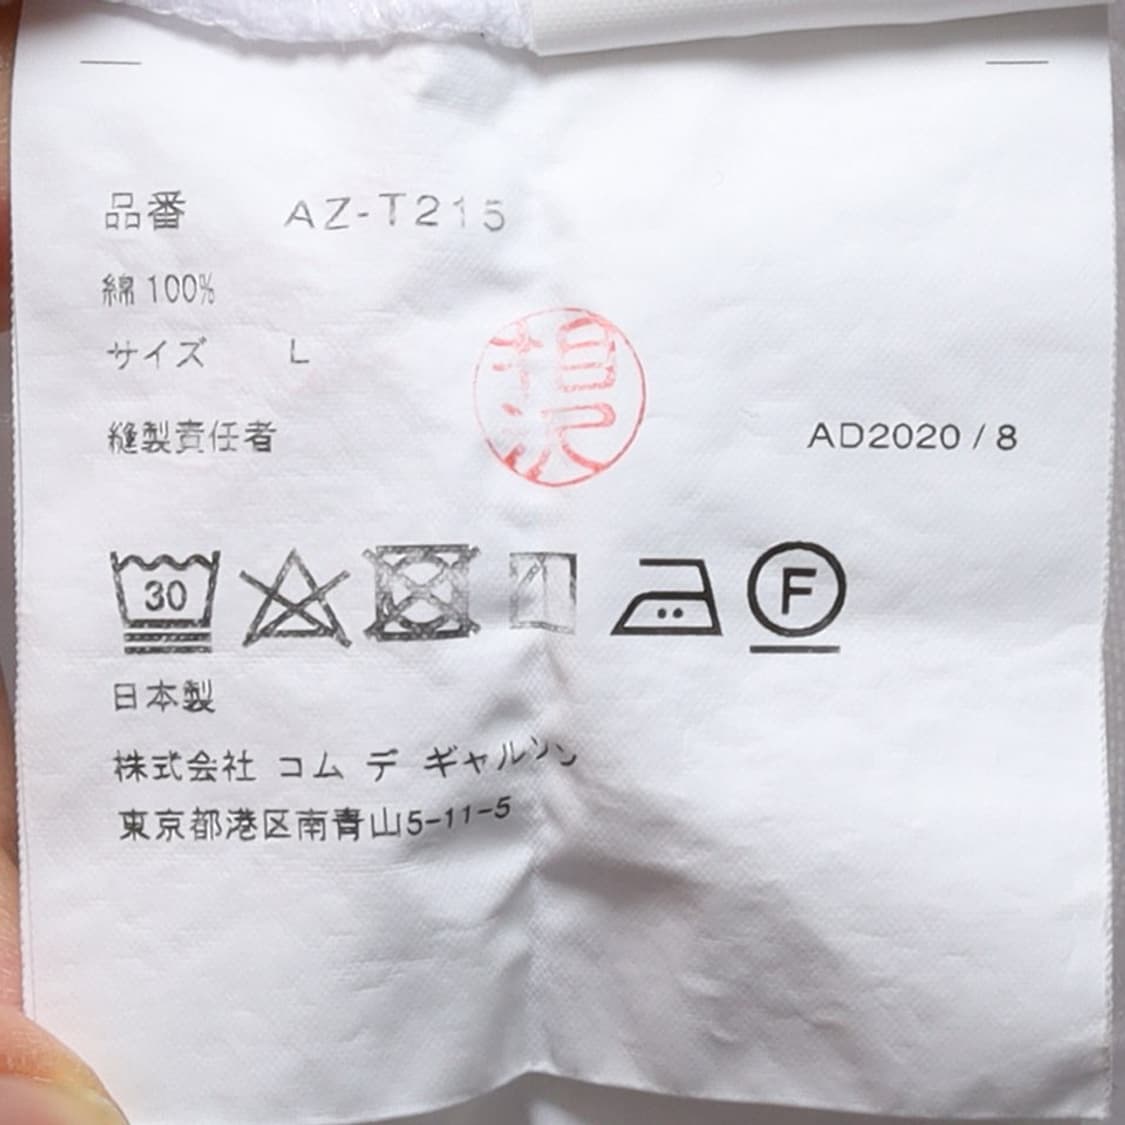 品番 AZ-T215
綿 100%
サイズ L
縫製責任者 相沢 AD2020 / 8
30 F
日本製
株式会社 コム デ ギャルソン
東京都港区南青山5-11-5